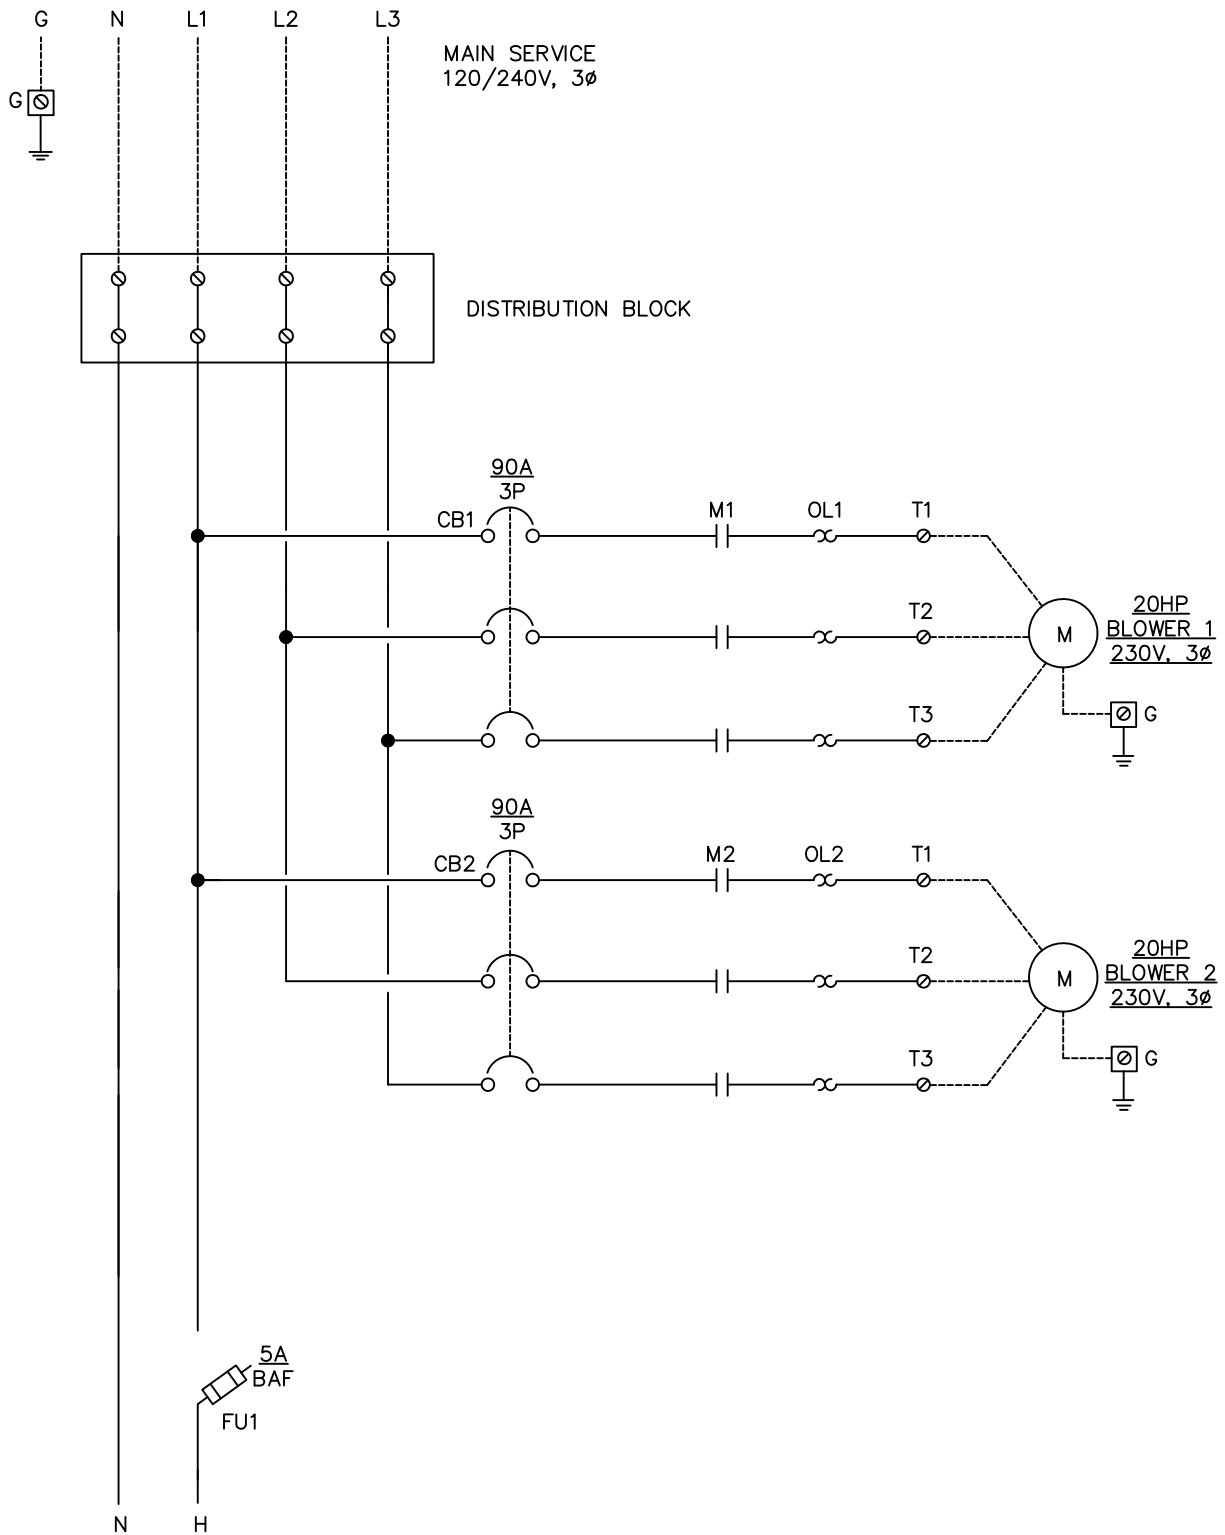 G N L1 L2 L3
MAIN SERVICE
120/240V, 3ø
G
DISTRIBUTION BLOCK
90A
3P
CB1 M1 OL1 T1
T2
20HP
BLOWER 1
M
230V, 3ø
T3 G
90A
3P
CB2 M2 OL2 T1
T2
20HP
BLOWER 2
M
230V, 3ø
T3 G
5A
BAF
FU1
N H